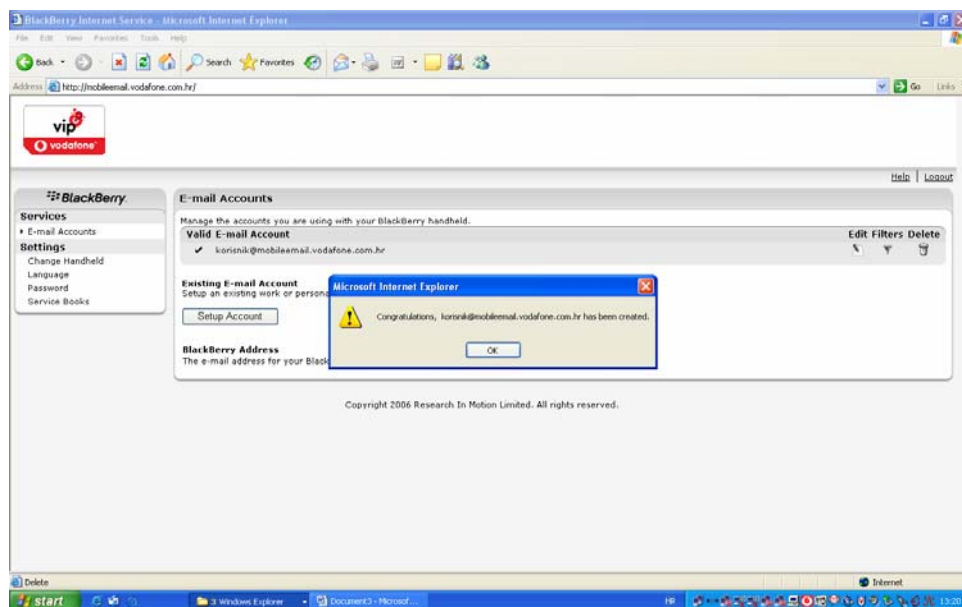 BlackBerry Internet Service - Microsoft Internet Explorer
File Edit View Favorites Tools Help
Back Search Favorites
Address http://mobileemail.vodafone.com.hr/ Go Links
vip
vodafone
Help | Logout
BlackBerry.
E-mail Accounts
Services
E-mail Accounts
Settings
Change Handheld
Language
Password
Service Books
Manage the accounts you are using with your BlackBerry handheld.
Valid E-mail Account Edit Filters Delete
korisnik@mobileemail.vodafone.com.hr
Existing E-mail Account
Setup an existing work or persona
Setup Account
BlackBerry Address
The e-mail address for your Black
Microsoft Internet Explorer
Congratulations, korisnik@mobileemail.vodafone.com.hr has been created.
OK
Copyright 2006 Research In Motion Limited. All rights reserved.
Delete Internet
start 3 Windows Explorer Document3 - Microsof... HR 13:20